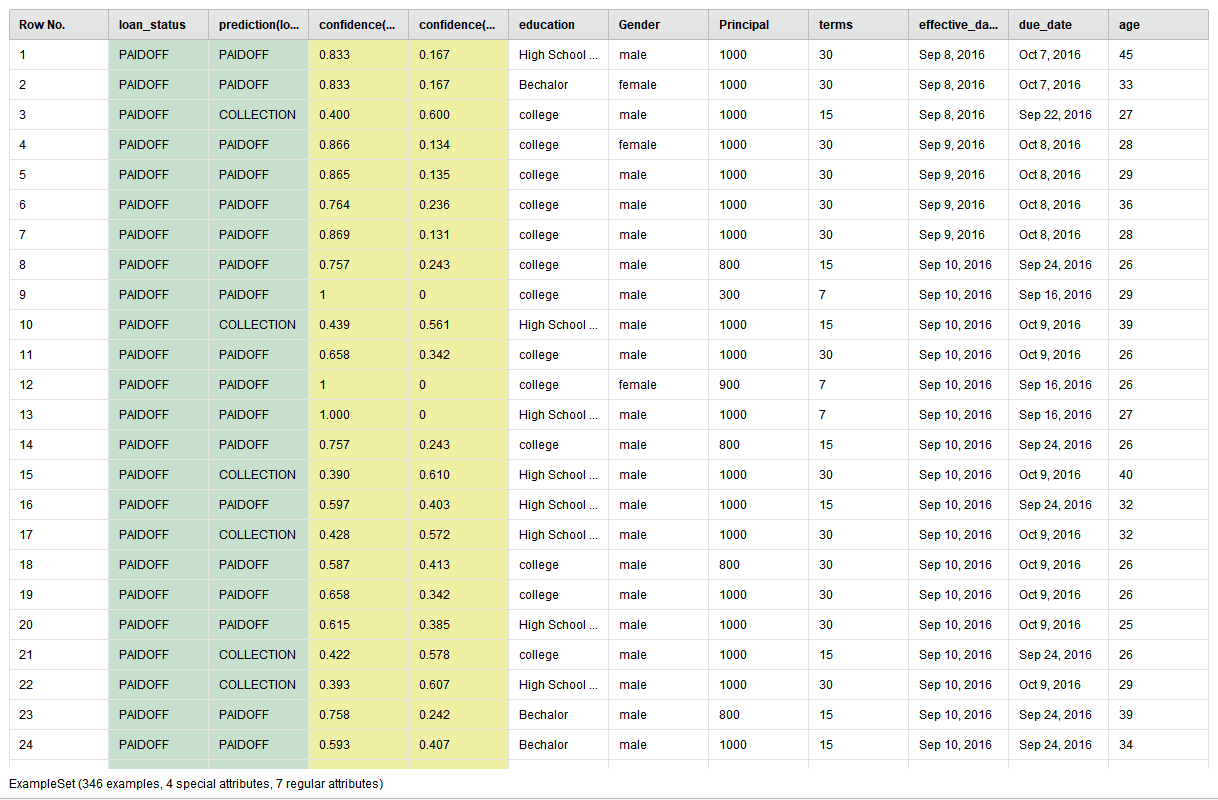 Row No. loan_status prediction(lo... confidence(... confidence(... education Gender Principal terms effective_da... due_date age
1 PAIDOFF PAIDOFF 0.833 0.167 High School ... male 1000 30 Sep 8, 2016 Oct 7, 2016 45
2 PAIDOFF PAIDOFF 0.833 0.167 Bechalor female 1000 30 Sep 8, 2016 Oct 7, 2016 33
3 PAIDOFF COLLECTION 0.400 0.600 college male 1000 15 Sep 8, 2016 Sep 22, 2016 27
4 PAIDOFF PAIDOFF 0.866 0.134 college female 1000 30 Sep 9, 2016 Oct 8, 2016 28
5 PAIDOFF PAIDOFF 0.865 0.135 college male 1000 30 Sep 9, 2016 Oct 8, 2016 29
6 PAIDOFF PAIDOFF 0.764 0.236 college male 1000 30 Sep 9, 2016 Oct 8, 2016 36
7 PAIDOFF PAIDOFF 0.869 0.131 college male 1000 30 Sep 9, 2016 Oct 8, 2016 28
8 PAIDOFF PAIDOFF 0.757 0.243 college male 800 15 Sep 10, 2016 Sep 24, 2016 26
9 PAIDOFF PAIDOFF 1 0 college male 300 7 Sep 10, 2016 Sep 16, 2016 29
10 PAIDOFF COLLECTION 0.439 0.561 High School ... male 1000 15 Sep 10, 2016 Oct 9, 2016 39
11 PAIDOFF PAIDOFF 0.658 0.342 college male 1000 30 Sep 10, 2016 Oct 9, 2016 26
12 PAIDOFF PAIDOFF 1 0 college female 900 7 Sep 10, 2016 Sep 16, 2016 26
13 PAIDOFF PAIDOFF 1.000 0 High School ... male 1000 7 Sep 10, 2016 Sep 16, 2016 27
14 PAIDOFF PAIDOFF 0.757 0.243 college male 800 15 Sep 10, 2016 Sep 24, 2016 26
15 PAIDOFF COLLECTION 0.390 0.610 High School ... male 1000 30 Sep 10, 2016 Oct 9, 2016 40
16 PAIDOFF PAIDOFF 0.597 0.403 High School ... male 1000 15 Sep 10, 2016 Sep 24, 2016 32
17 PAIDOFF COLLECTION 0.428 0.572 High School ... male 1000 30 Sep 10, 2016 Oct 9, 2016 32
18 PAIDOFF PAIDOFF 0.587 0.413 college male 800 30 Sep 10, 2016 Oct 9, 2016 26
19 PAIDOFF PAIDOFF 0.658 0.342 college male 1000 30 Sep 10, 2016 Oct 9, 2016 26
20 PAIDOFF PAIDOFF 0.615 0.385 High School ... male 1000 30 Sep 10, 2016 Oct 9, 2016 25
21 PAIDOFF COLLECTION 0.422 0.578 college male 1000 15 Sep 10, 2016 Sep 24, 2016 26
22 PAIDOFF COLLECTION 0.393 0.607 High School ... male 1000 30 Sep 10, 2016 Oct 9, 2016 29
23 PAIDOFF PAIDOFF 0.758 0.242 Bechalor male 800 15 Sep 10, 2016 Sep 24, 2016 39
24 PAIDOFF PAIDOFF 0.593 0.407 Bechalor male 1000 15 Sep 10, 2016 Sep 24, 2016 34
ExampleSet (346 examples, 4 special attributes, 7 regular attributes)